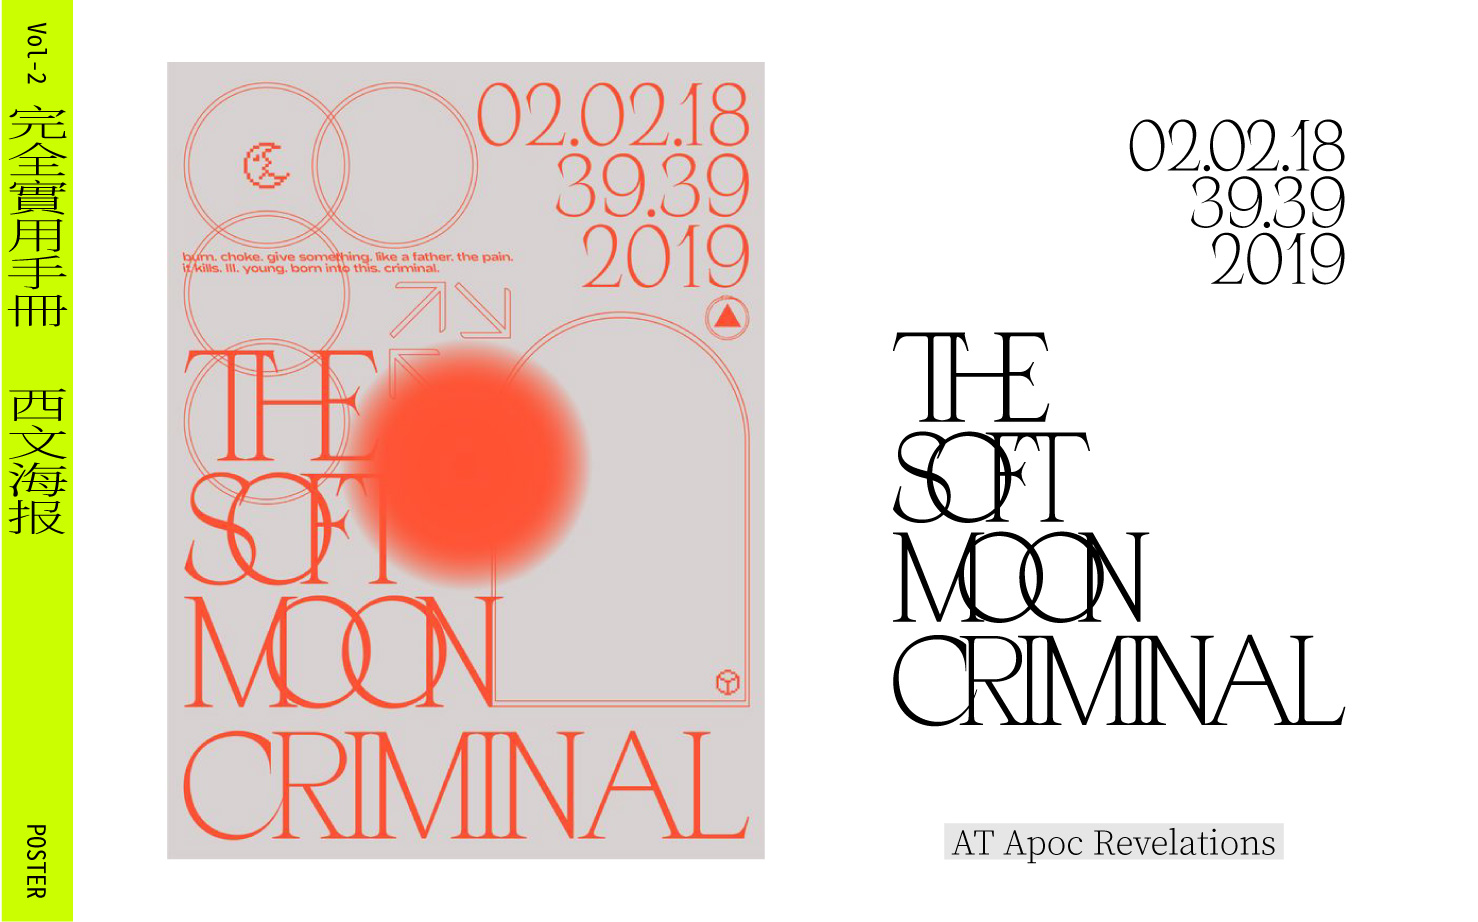 Vol-2 完全實用手冊 西文海报
POSTER
02.02.18
39.39
2019
burn. choke. give something. like a father. the pain.
it kills. Ill. young. born into this. criminal.
THE
SOFT
MOON
CRIMINAL
02.02.18
39.39
2019
THE
SOFT
MOON
CRIMINAL
AT Apoc Revelations